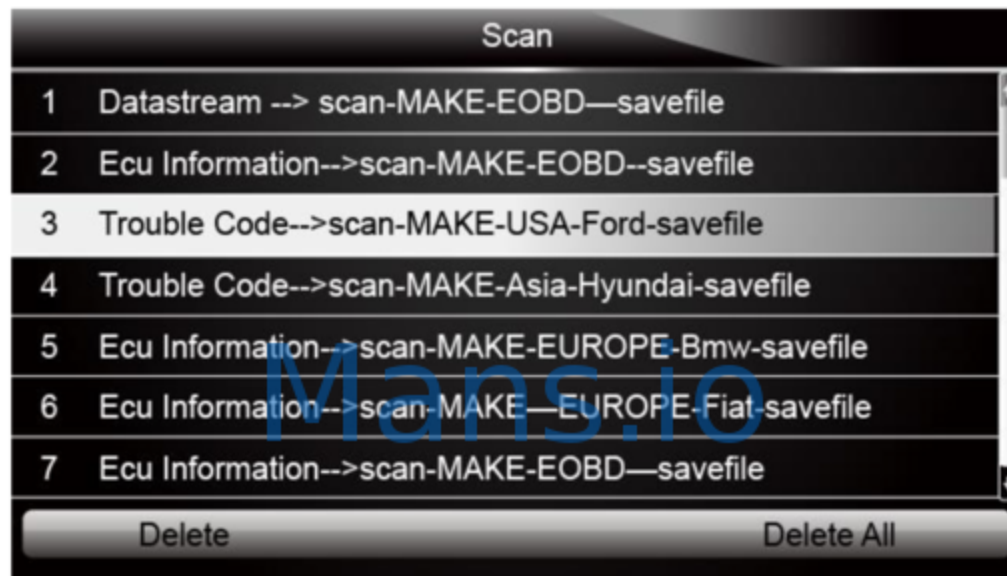 Scan
1 Datastream --> scan-MAKE-EOBD—savefile
2 Ecu Information-->scan-MAKE-EOBD--savefile
3 Trouble Code-->scan-MAKE-USA-Ford-savefile
4 Trouble Code-->scan-MAKE-Asia-Hyundai-savefile
5 Ecu Information-->scan-MAKE-EUROPE-Bmw-savefile
6 Ecu Information-->scan-MAKE—EUROPE-Fiat-savefile
Mans.io
7 Ecu Information-->scan-MAKE-EOBD—savefile
Delete Delete All